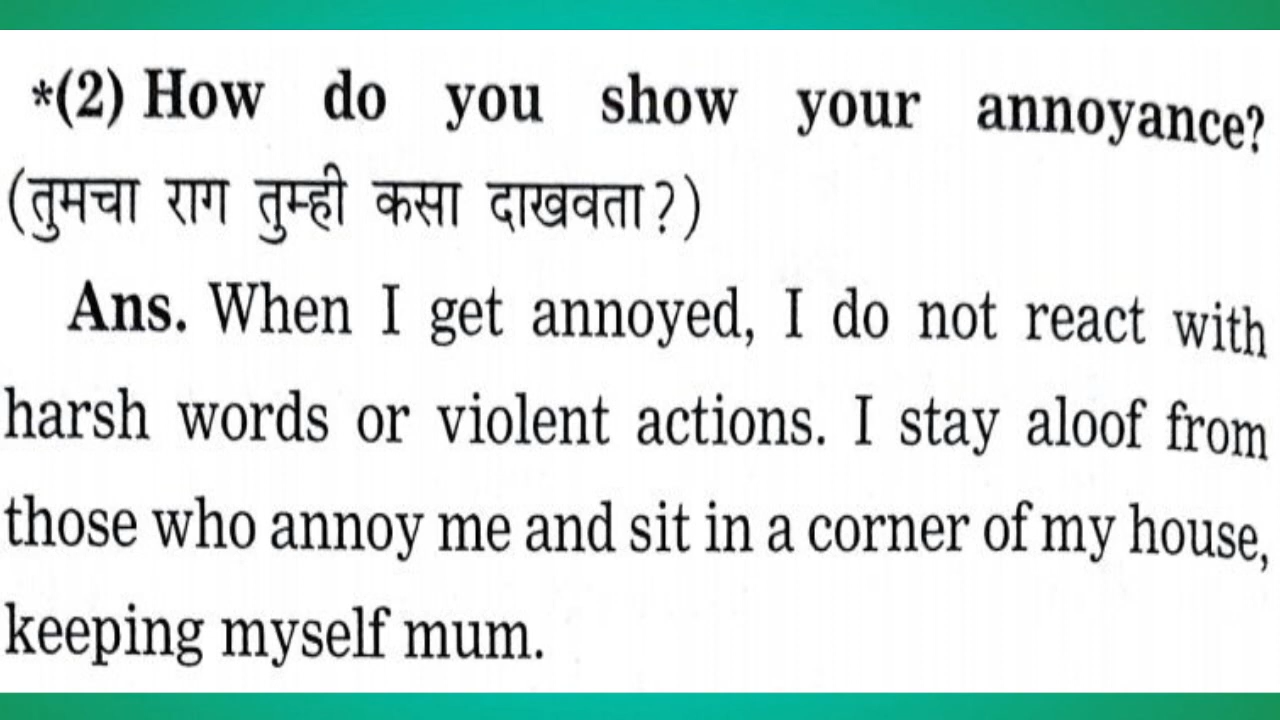 *(2) How do you show your annoyance?
(तुमचा राग तुम्ही कसा दाखवता?)
Ans. When I get annoyed, I do not react with
harsh words or violent actions. I stay aloof from
those who annoy me and sit in a corner of my house,
keeping myself mum.